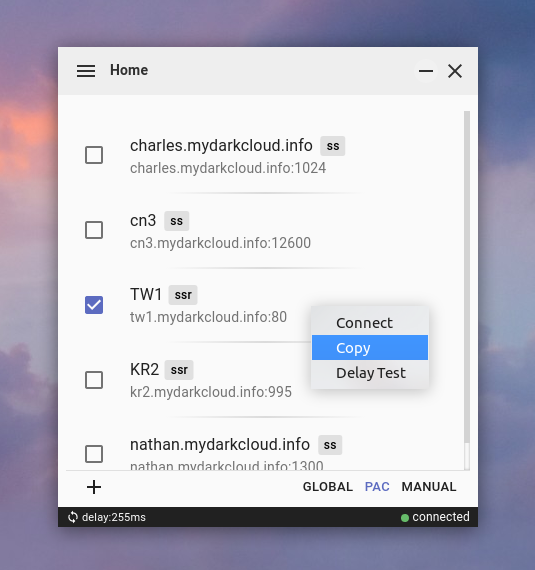 Home
charles.mydarkcloud.info ss
charles.mydarkcloud.info:1024
cn3 ss
cn3.mydarkcloud.info:12600
TW1 ssr
tw1.mydarkcloud.info:80
Connect
Copy
Delay Test
KR2 ssr
kr2.mydarkcloud.info:995
nathan.mydarkcloud.info ss
nathan.mydarkcloud.info:1300
GLOBAL PAC MANUAL
delay:255ms connected